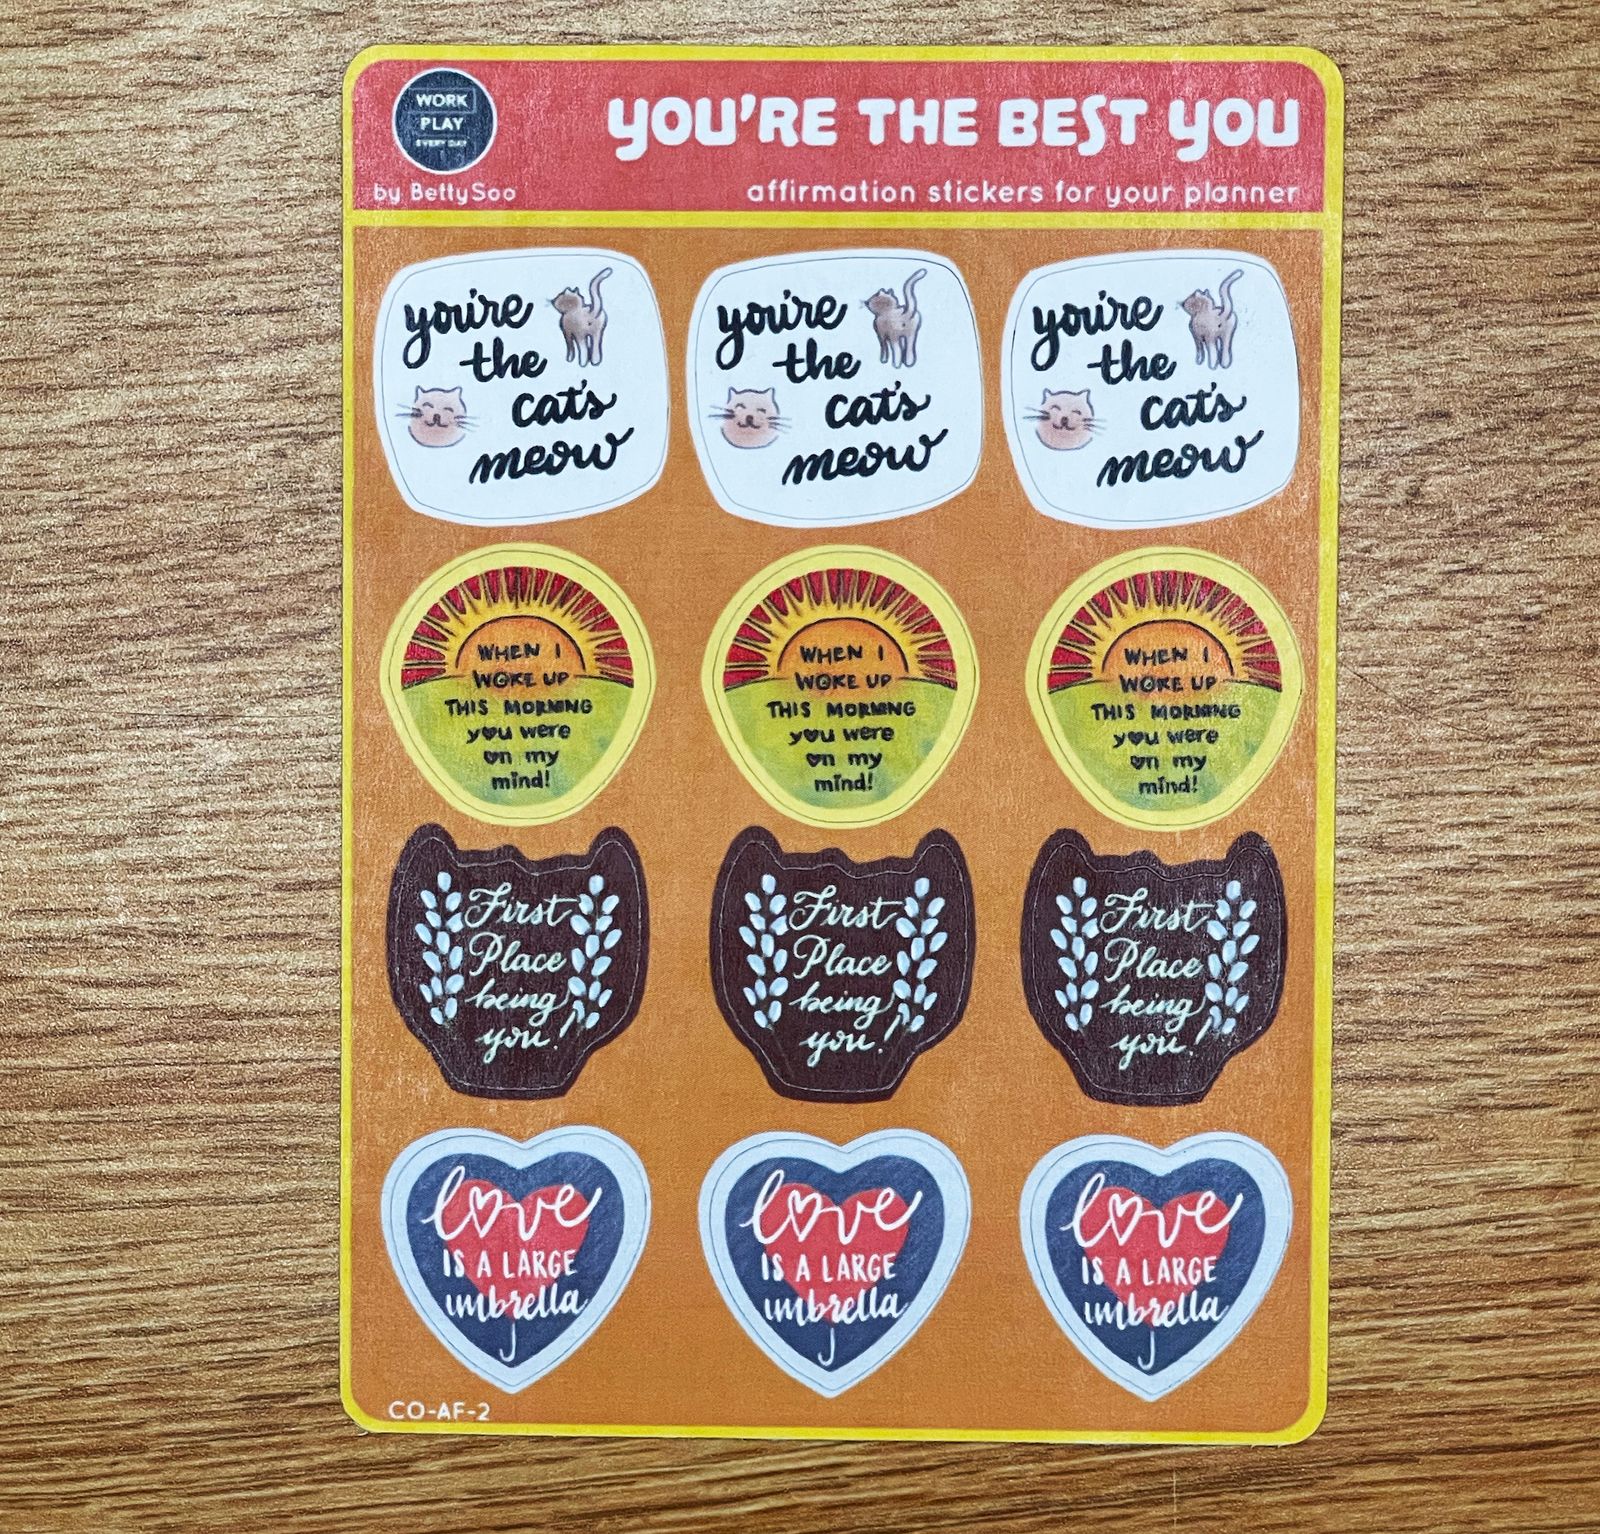 WORK
PLAY
EVERY DAY
by BettySoo
YOU'RE THE BEST YOU
affirmation stickers for your planner
you're
the
cat's
meow
you're
the
cat's
meow
you're
the
cat's
meow
WHEN I
WOKE UP
THIS MORNING
you were
on my
mind!
WHEN I
WOKE UP
THIS MORNING
you were
on my
mind!
WHEN I
WOKE UP
THIS MORNING
you were
on my
mind!
First
Place
being
you!
First
Place
being
you!
First
Place
being
you!
love
IS A LARGE
umbrella
love
IS A LARGE
umbrella
love
IS A LARGE
umbrella
CO-AF-2